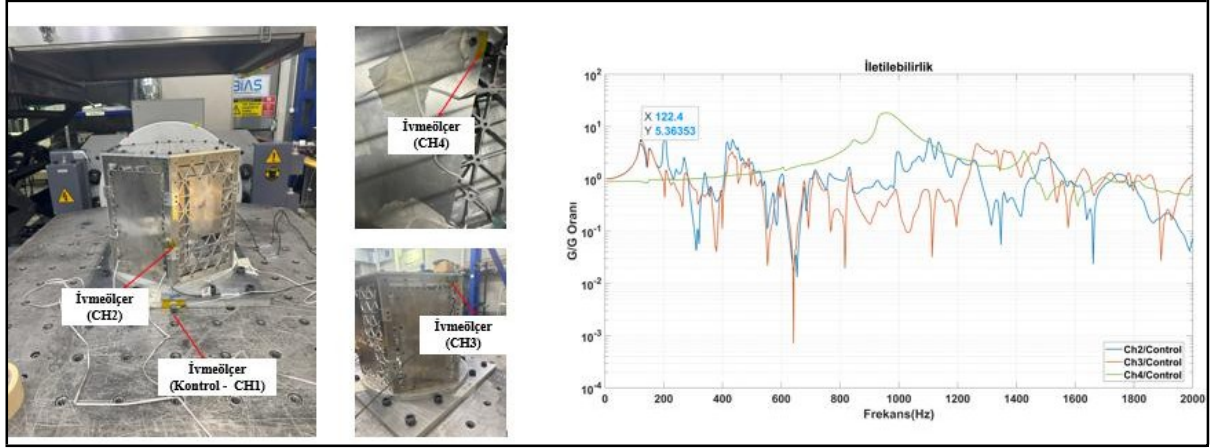 BİAS
İvmeölçer
(CH2)
İvmeölçer
(Kontrol - CH1)
İvmeölçer
(CH4)
İvmeölçer
(CH3)
İletilebilirlik
X 122.4
Y 5.36353
G/G Oranı
10^2
10^1
10^0
10^-1
10^-2
10^-3
10^-4
0 200 400 600 800 1000 1200 1400 1600 1800 2000
Frekans(Hz)
Ch2/Control
Ch3/Control
Ch4/Control